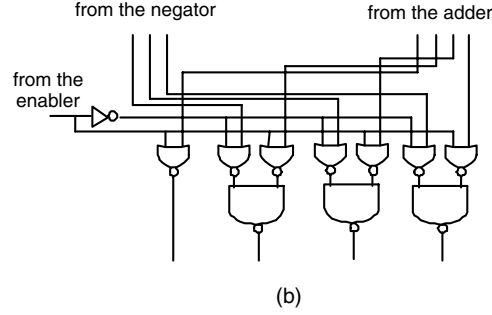 from the negator
from the adder
from the
enabler
(b)